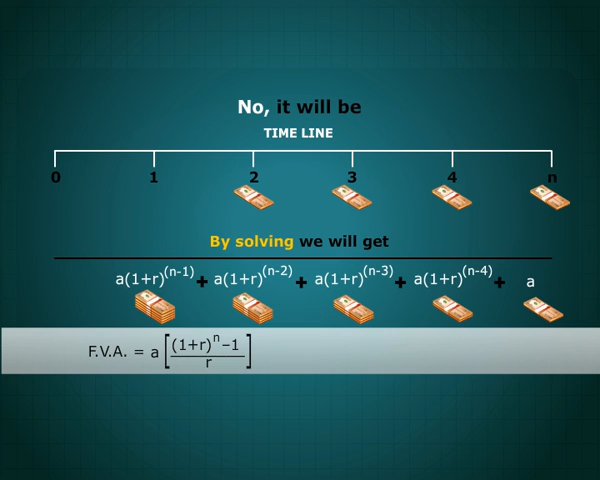 No, it will be
TIME LINE
0 1 2 3 4 n
By solving we will get
a(1+r)^(n-1) + a(1+r)^(n-2) + a(1+r)^(n-3) + a(1+r)^(n-4) + a
F.V.A. = a [((1+r)^n –1)/r]